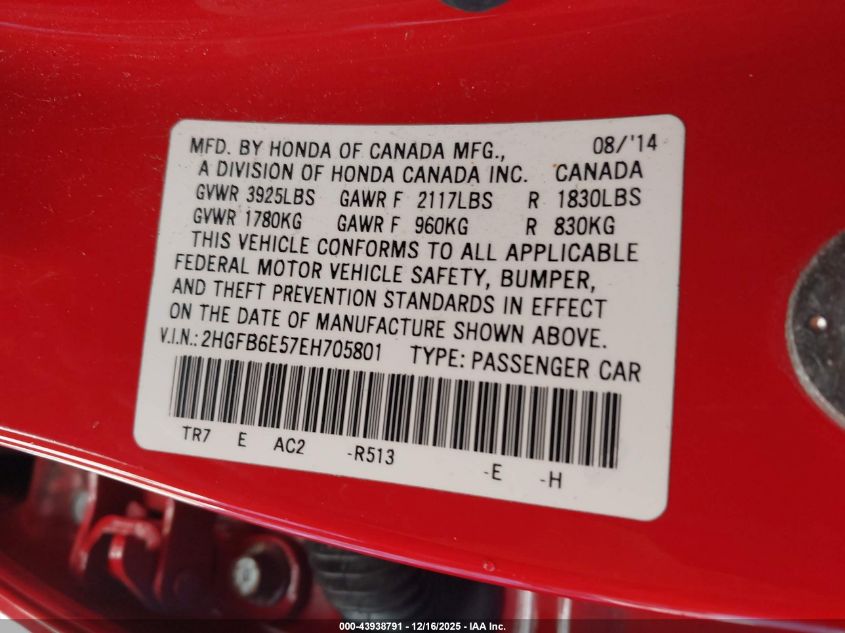 MFD. BY HONDA OF CANADA MFG., 08/'14
A DIVISION OF HONDA CANADA INC. CANADA
GVWR 3925LBS GAWR F 2117LBS R 1830LBS
GVWR 1780KG GAWR F 960KG R 830KG
THIS VEHICLE CONFORMS TO ALL APPLICABLE
FEDERAL MOTOR VEHICLE SAFETY, BUMPER,
AND THEFT PREVENTION STANDARDS IN EFFECT
ON THE DATE OF MANUFACTURE SHOWN ABOVE.
V.I.N.: 2HGFB6E57EH705801 TYPE: PASSENGER CAR
TR7 E AC2 -R513 -E -H
000-43938791 - 12/16/2025 - IAA Inc.